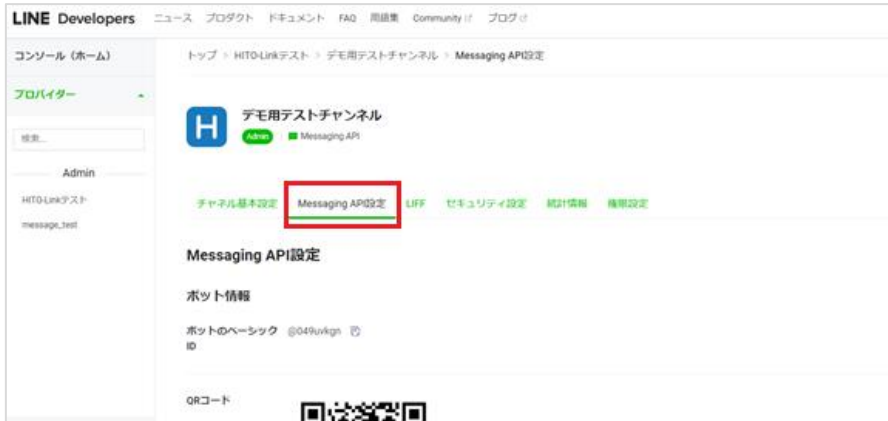 LINE Developers ニュース プロダクト ドキュメント FAQ 用語集 Community ブログ
コンソール（ホーム）
トップ > HITO-Linkテスト > デモ用テストチャンネル > Messaging API設定
プロバイダー
デモ用テストチャンネル
H
Admin Messaging API
検索...
Admin
HITO-Linkテスト
message_test
チャネル基本設定 Messaging API設定 LIFF セキュリティ設定 統計情報 権限設定
Messaging API設定
ボット情報
ボットのベーシック @049uvkgn
ID
QRコード